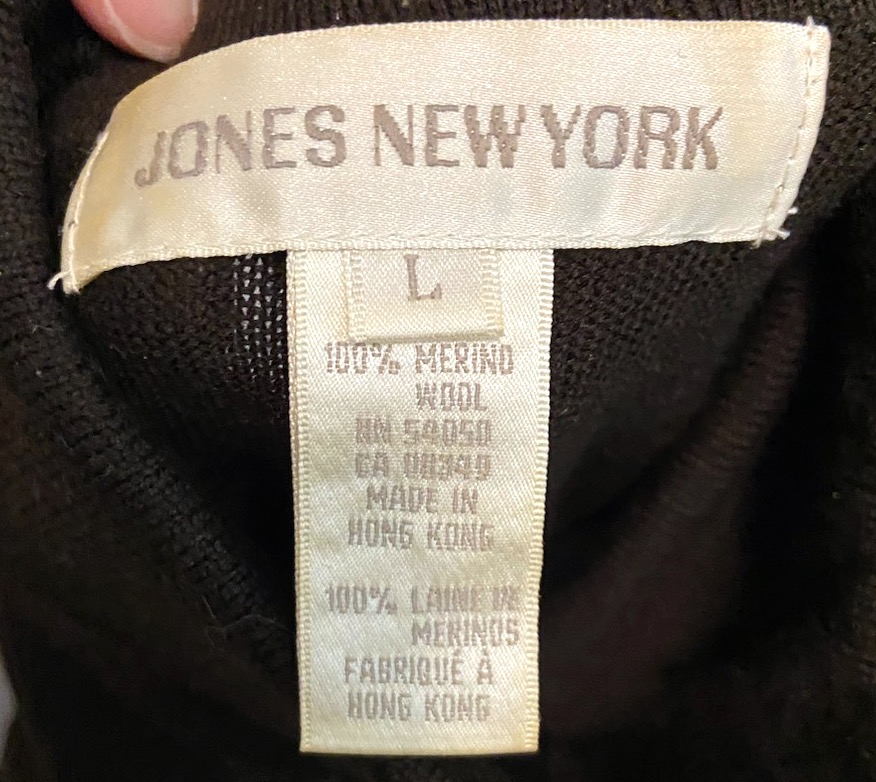 JONES NEW YORK
L
100% MERINO
WOOL
RN 54050
CA 00349
MADE IN
HONG KONG
100% LAINE DE
MERINOS
FABRIQUÉ À
HONG KONG